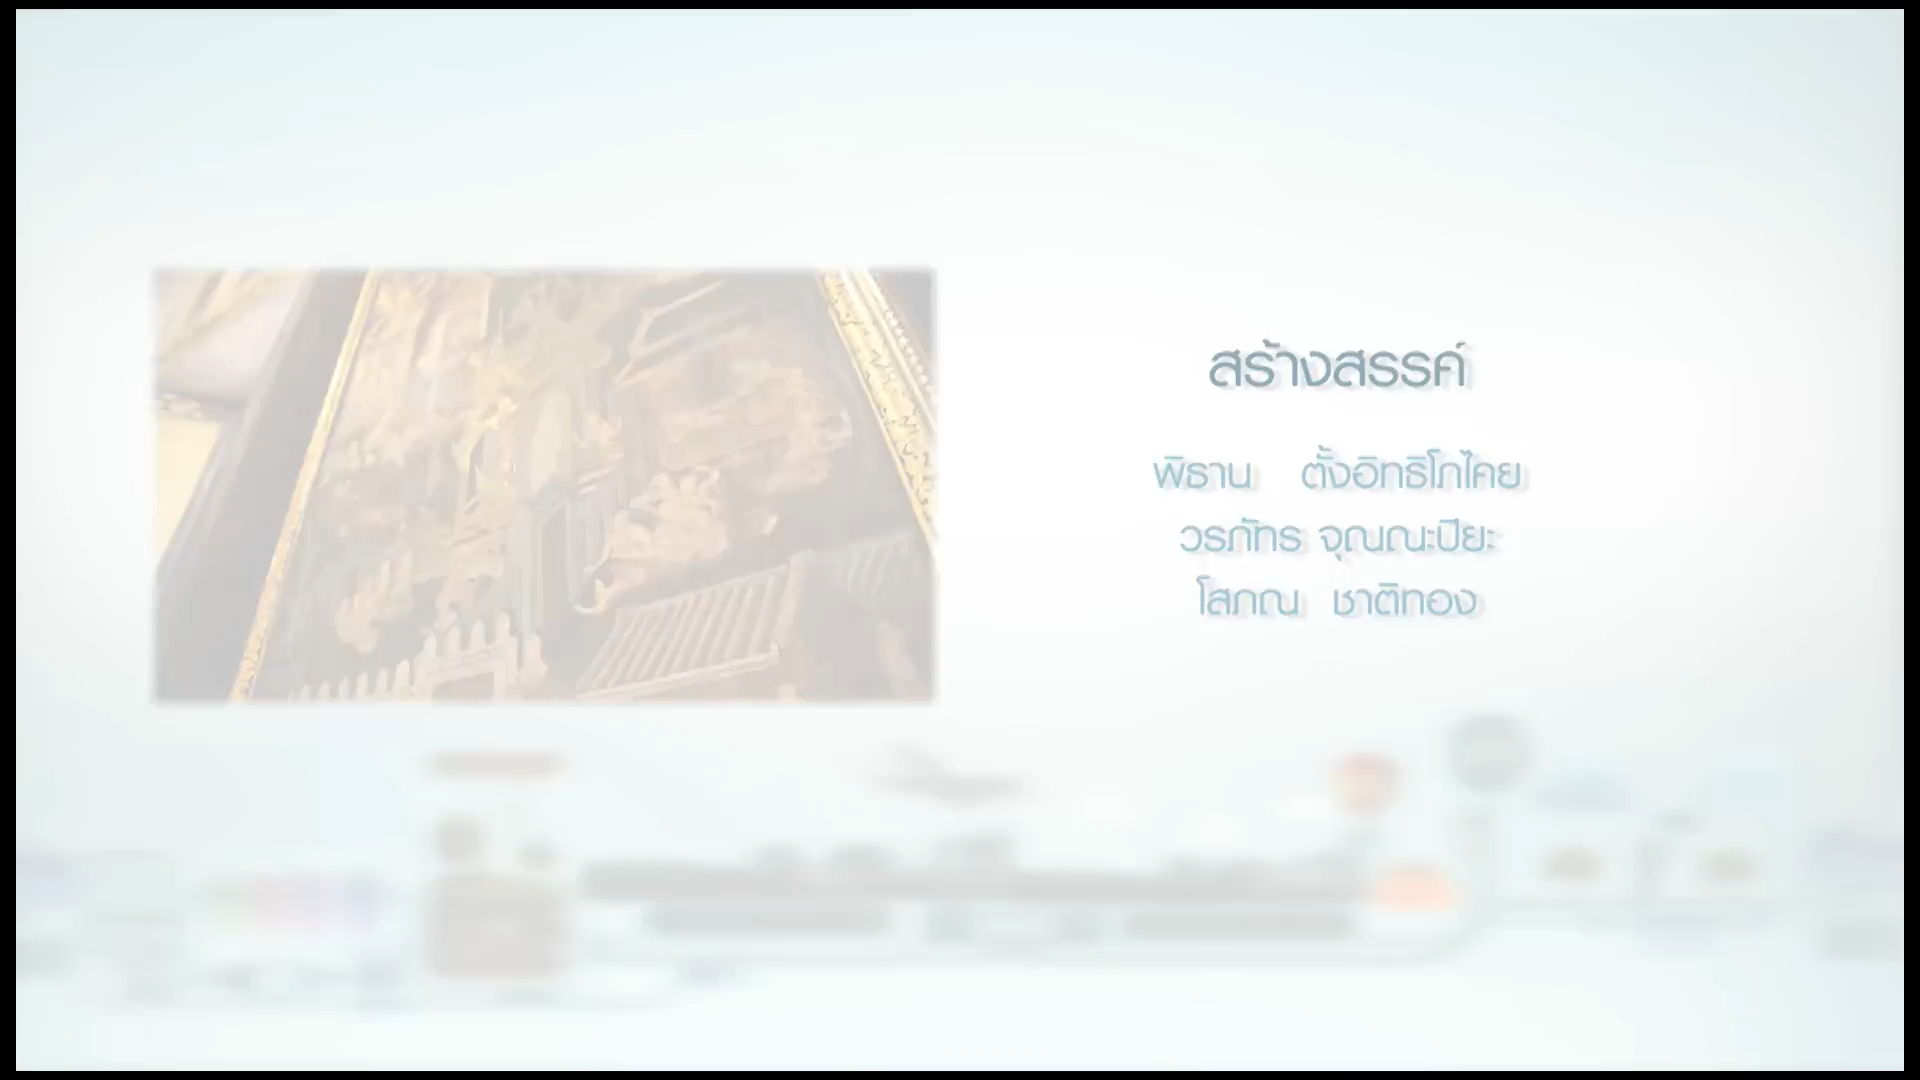 สร้างสรรค์
พิธาน ตั้งอิทธิโภไคย
วรภัทร จุณณะปิยะ
โสภณ ชาติทอง